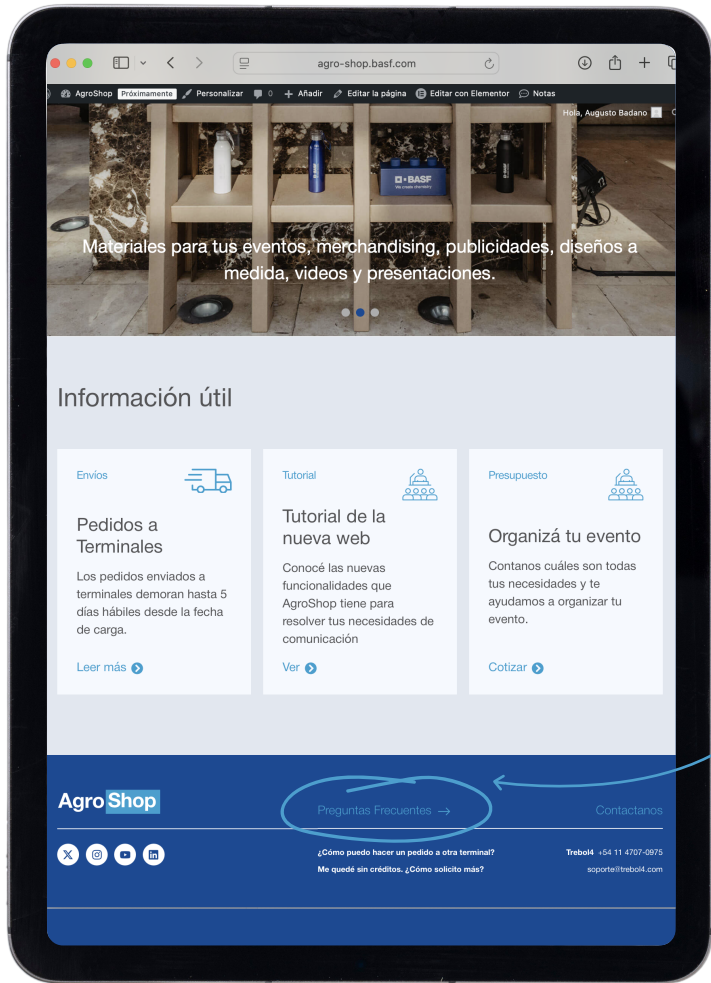 agro-shop.basf.com
AgroShop Próximamente Personalizar 0 Añadir Editar la página Editar con Elementor Notas
Hola, Augusto Badano
BASF
We create chemistry
Materiales para tus eventos, merchandising, publicidades, diseños a
medida, videos y presentaciones.
Información útil
Envíos
Pedidos a
Terminales
Los pedidos enviados a
terminales demoran hasta 5
días hábiles desde la fecha
de carga.
Leer más
Tutorial
Tutorial de la
nueva web
Conocé las nuevas
funcionalidades que
AgroShop tiene para
resolver tus necesidades de
comunicación
Ver
Presupuesto
Organizá tu evento
Contanos cuáles son todas
tus necesidades y te
ayudamos a organizar tu
evento.
Cotizar
AgroShop
Preguntas Frecuentes →
Contactanos
¿Cómo puedo hacer un pedido a otra terminal?
Me quedé sin créditos. ¿Cómo solicito más?
Trebol4 +54 11 4707-0975
soporte@trebol4.com